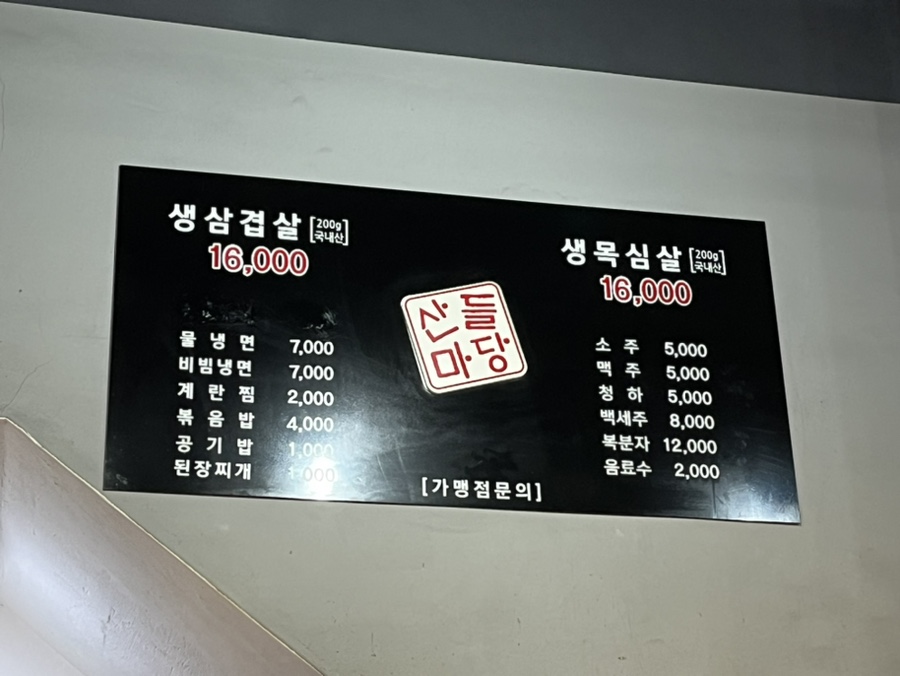 생삼겹살 [200g 국내산]
16,000
물냉면 7,000
비빔냉면 7,000
계란찜 2,000
볶음밥 4,000
공기밥 1,000
된장찌개 1,000
산들
마당
[가맹점문의]
생목심살 [200g 국내산]
16,000
소주 5,000
맥주 5,000
청하 5,000
백세주 8,000
복분자 12,000
음료수 2,000